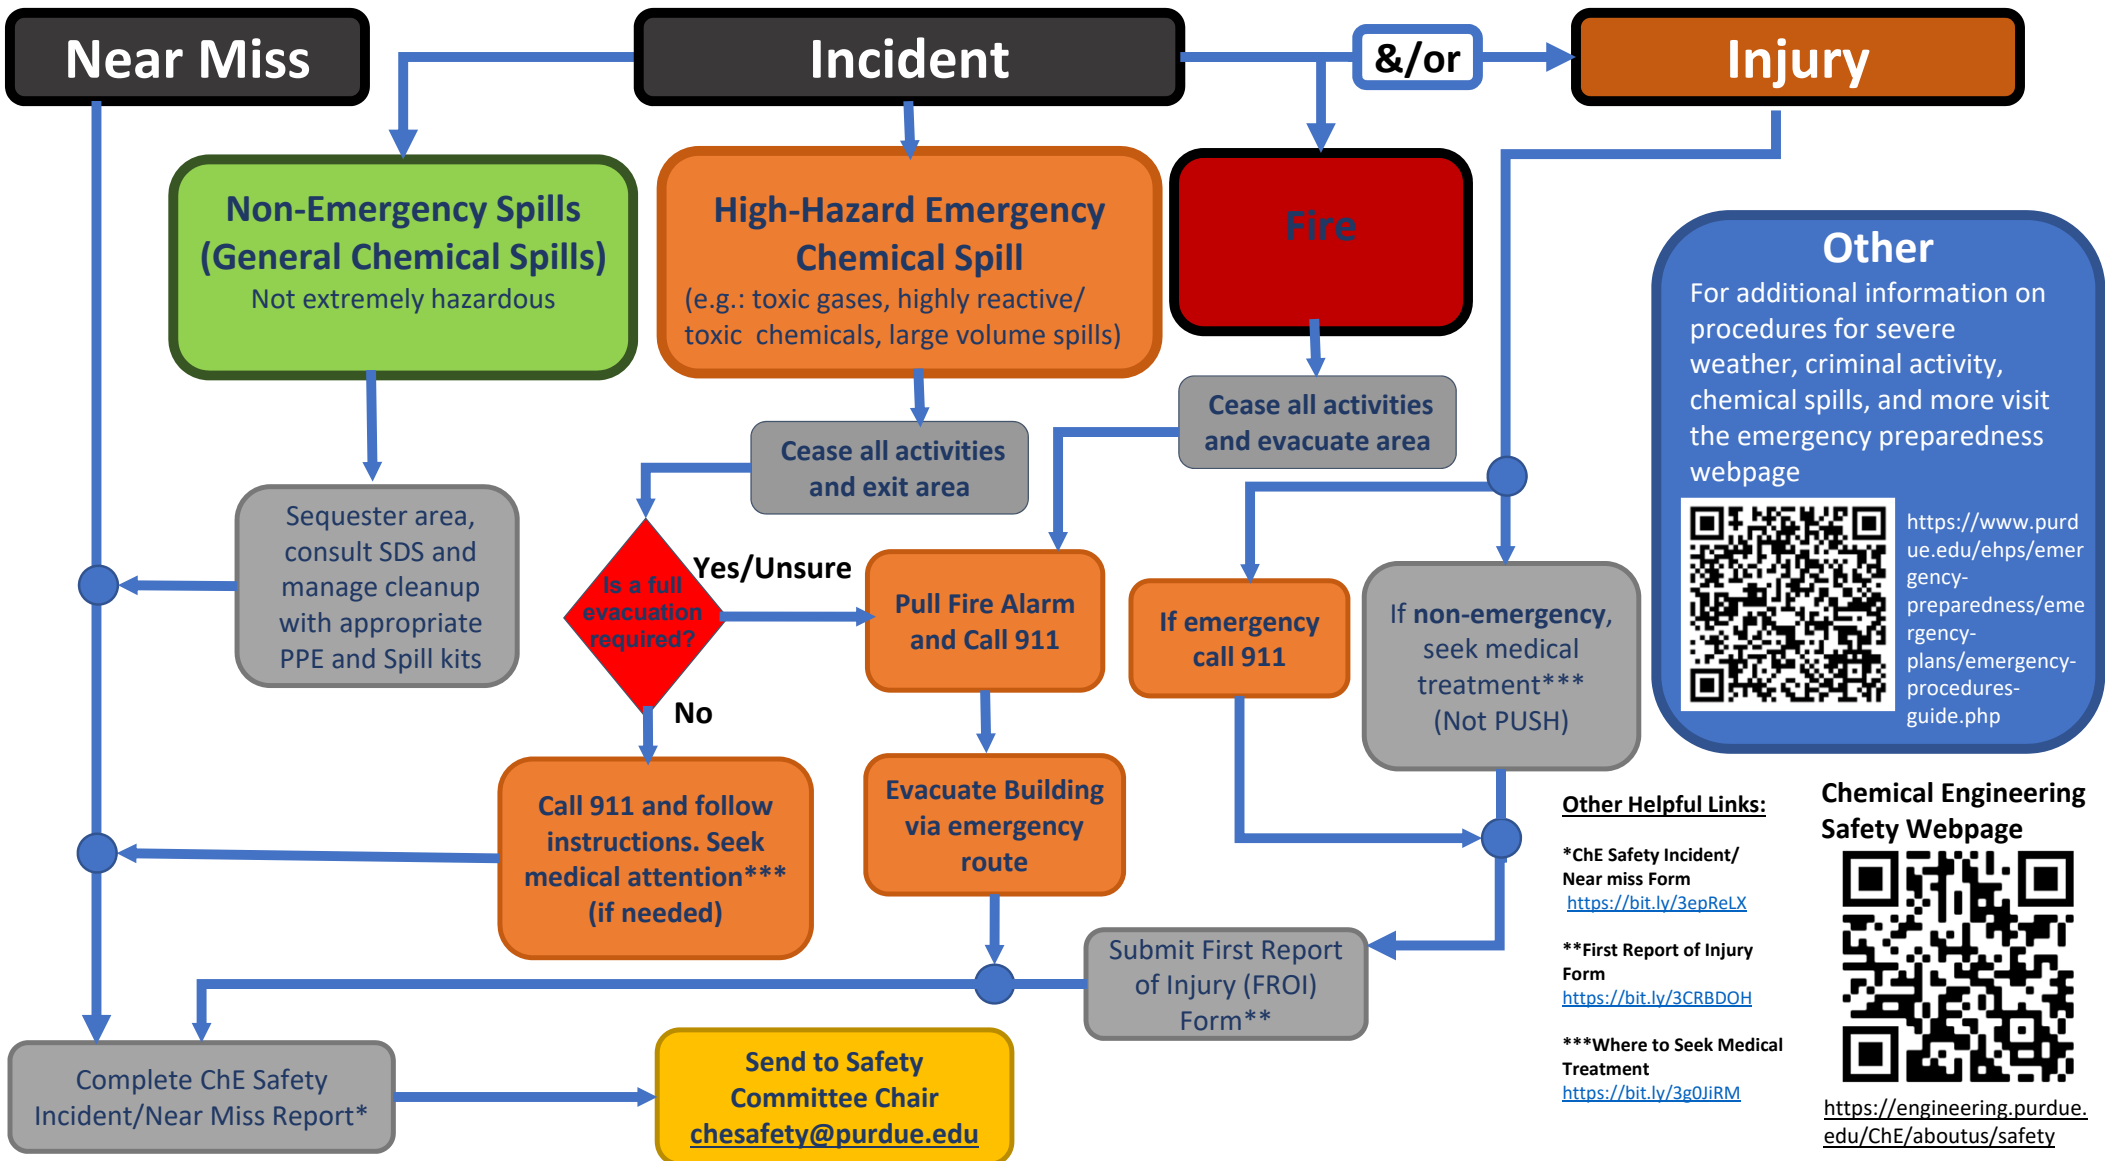 Near Miss
Incident
&/or
Injury
Non-Emergency Spills
(General Chemical Spills)
Not extremely hazardous
High-Hazard Emergency
Chemical Spill
(e.g.: toxic gases, highly reactive/
toxic chemicals, large volume spills)
Fire
Other
For additional information on
procedures for severe
weather, criminal activity,
chemical spills, and more visit
the emergency preparedness
webpage
https://www.purd
ue.edu/ehps/emer
gency-
preparedness/eme
rgency-
plans/emergency-
procedures-
guide.php
Cease all activities
and evacuate area
Cease all activities
and exit area
Sequester area,
consult SDS and
manage cleanup
with appropriate
PPE and Spill kits
Is a full
evacuation
required?
Yes/Unsure
No
Pull Fire Alarm
and Call 911
If emergency
call 911
If non-emergency,
seek medical
treatment***
(Not PUSH)
Call 911 and follow
instructions. Seek
medical attention***
(if needed)
Evacuate Building
via emergency
route
Submit First Report
of Injury (FROI)
Form**
Complete ChE Safety
Incident/Near Miss Report*
Send to Safety
Committee Chair
chesafety@purdue.edu
Other Helpful Links:
*ChE Safety Incident/
Near miss Form
https://bit.ly/3epReLX
**First Report of Injury
Form
https://bit.ly/3CRBDOH
***Where to Seek Medical
Treatment
https://bit.ly/3g0JiRM
Chemical Engineering
Safety Webpage
https://engineering.purdue.
edu/ChE/aboutus/safety